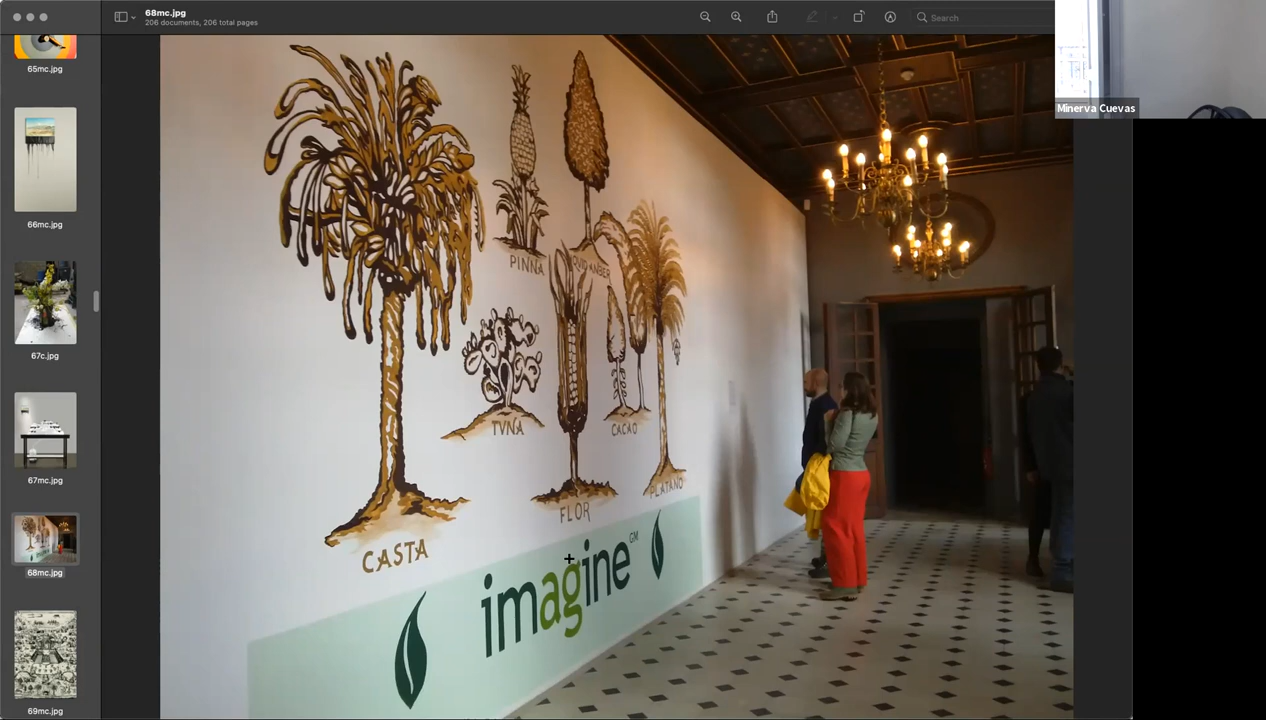 68mc.jpg
206 documents, 206 total pages
Search
Minerva Cuevas
65mc.jpg
66mc.jpg
67c.jpg
67mc.jpg
68mc.jpg
69mc.jpg
PINNA
TVNA
CACAO
PLATANO
FLOR
CASTA
imagine GM